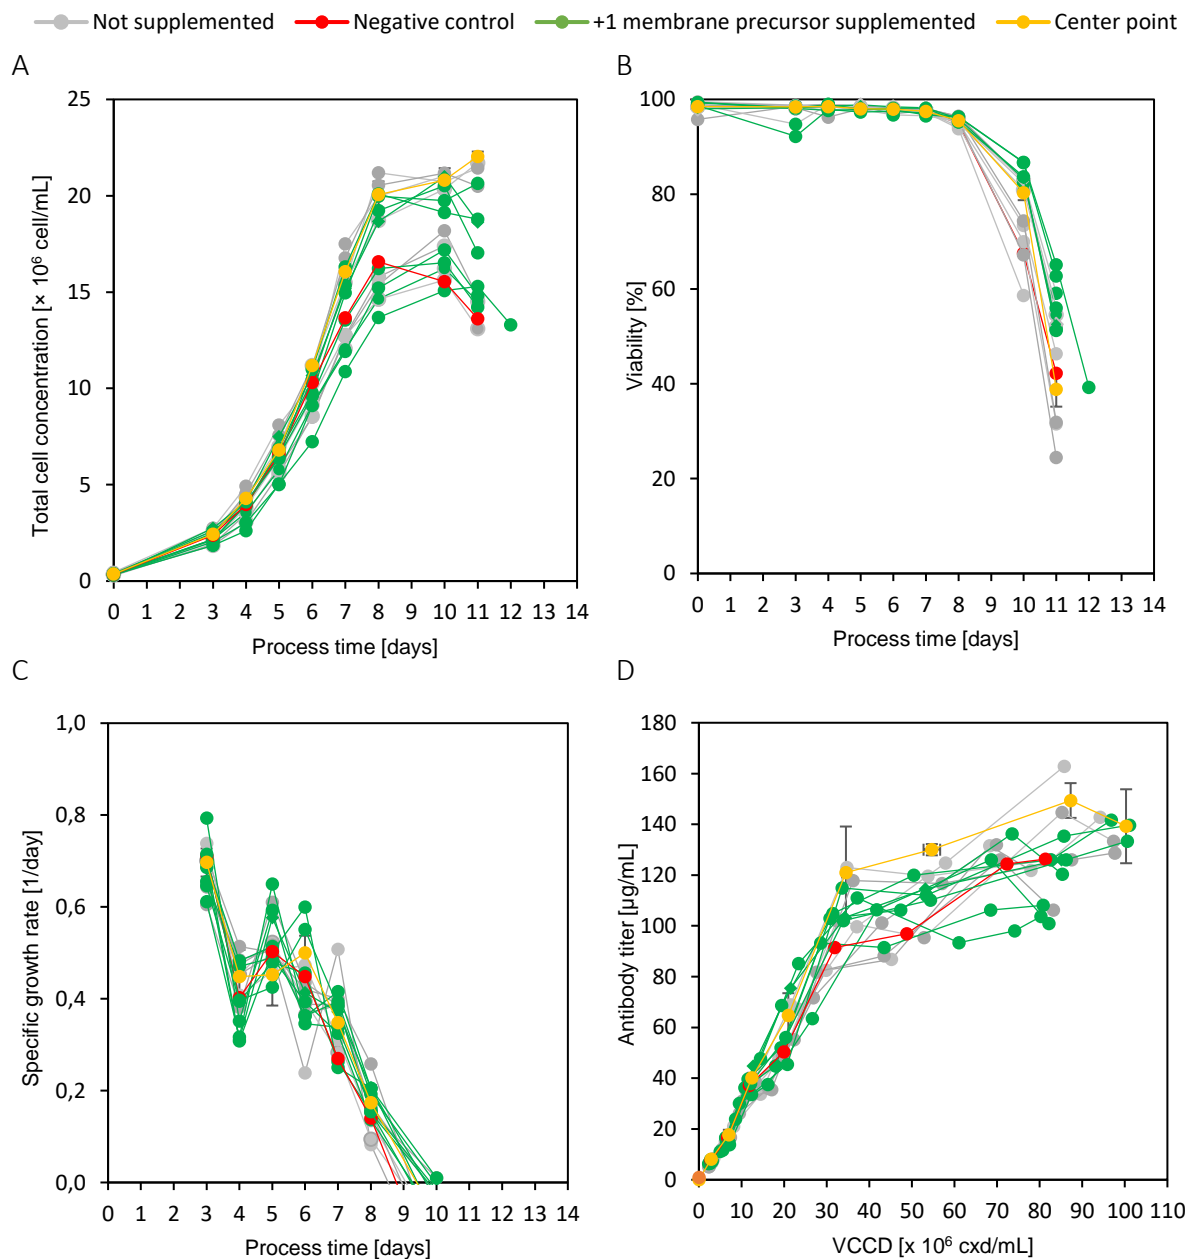 Not supplemented Negative control +1 membrane precursor supplemented Center point
A
Total cell concentration [× 10⁶ cell/mL]
25
20
15
10
5
0
0 1 2 3 4 5 6 7 8 9 10 11 12 13 14
Process time [days]
B
Viability [%]
100
80
60
40
20
0
0 1 2 3 4 5 6 7 8 9 10 11 12 13 14
Process time [days]
C
Specific growth rate [1/day]
1,0
0,8
0,6
0,4
0,2
0,0
0 1 2 3 4 5 6 7 8 9 10 11 12 13 14
Process time [days]
D
Antibody titer [µg/mL]
180
160
140
120
100
80
60
40
20
0
0 10 20 30 40 50 60 70 80 90 100 110
VCCD [x 10⁶ cxd/mL]